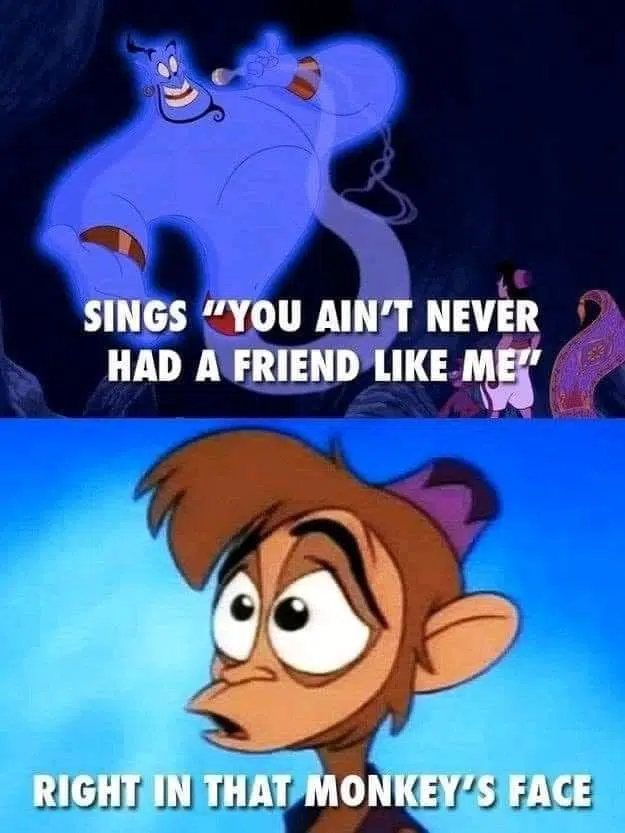 SINGS "YOU AIN'T NEVER
HAD A FRIEND LIKE ME"
RIGHT IN THAT MONKEY'S FACE